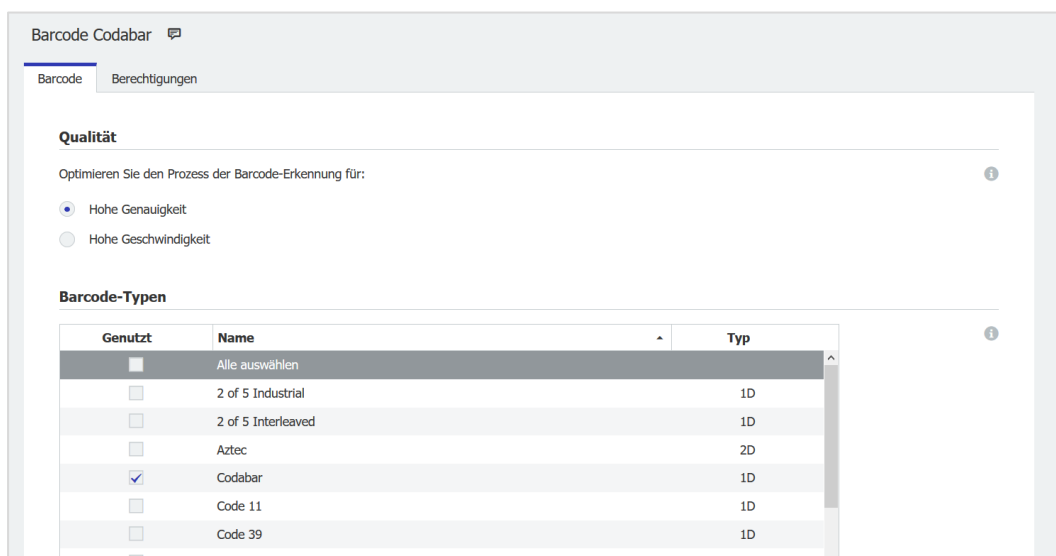 Barcode Codabar
Barcode Berechtigungen
Qualität
Optimieren Sie den Prozess der Barcode-Erkennung für:
Hohe Genauigkeit
Hohe Geschwindigkeit
Barcode-Typen
Genutzt Name Typ
Alle auswählen
2 of 5 Industrial 1D
2 of 5 Interleaved 1D
Aztec 2D
Codabar 1D
Code 11 1D
Code 39 1D